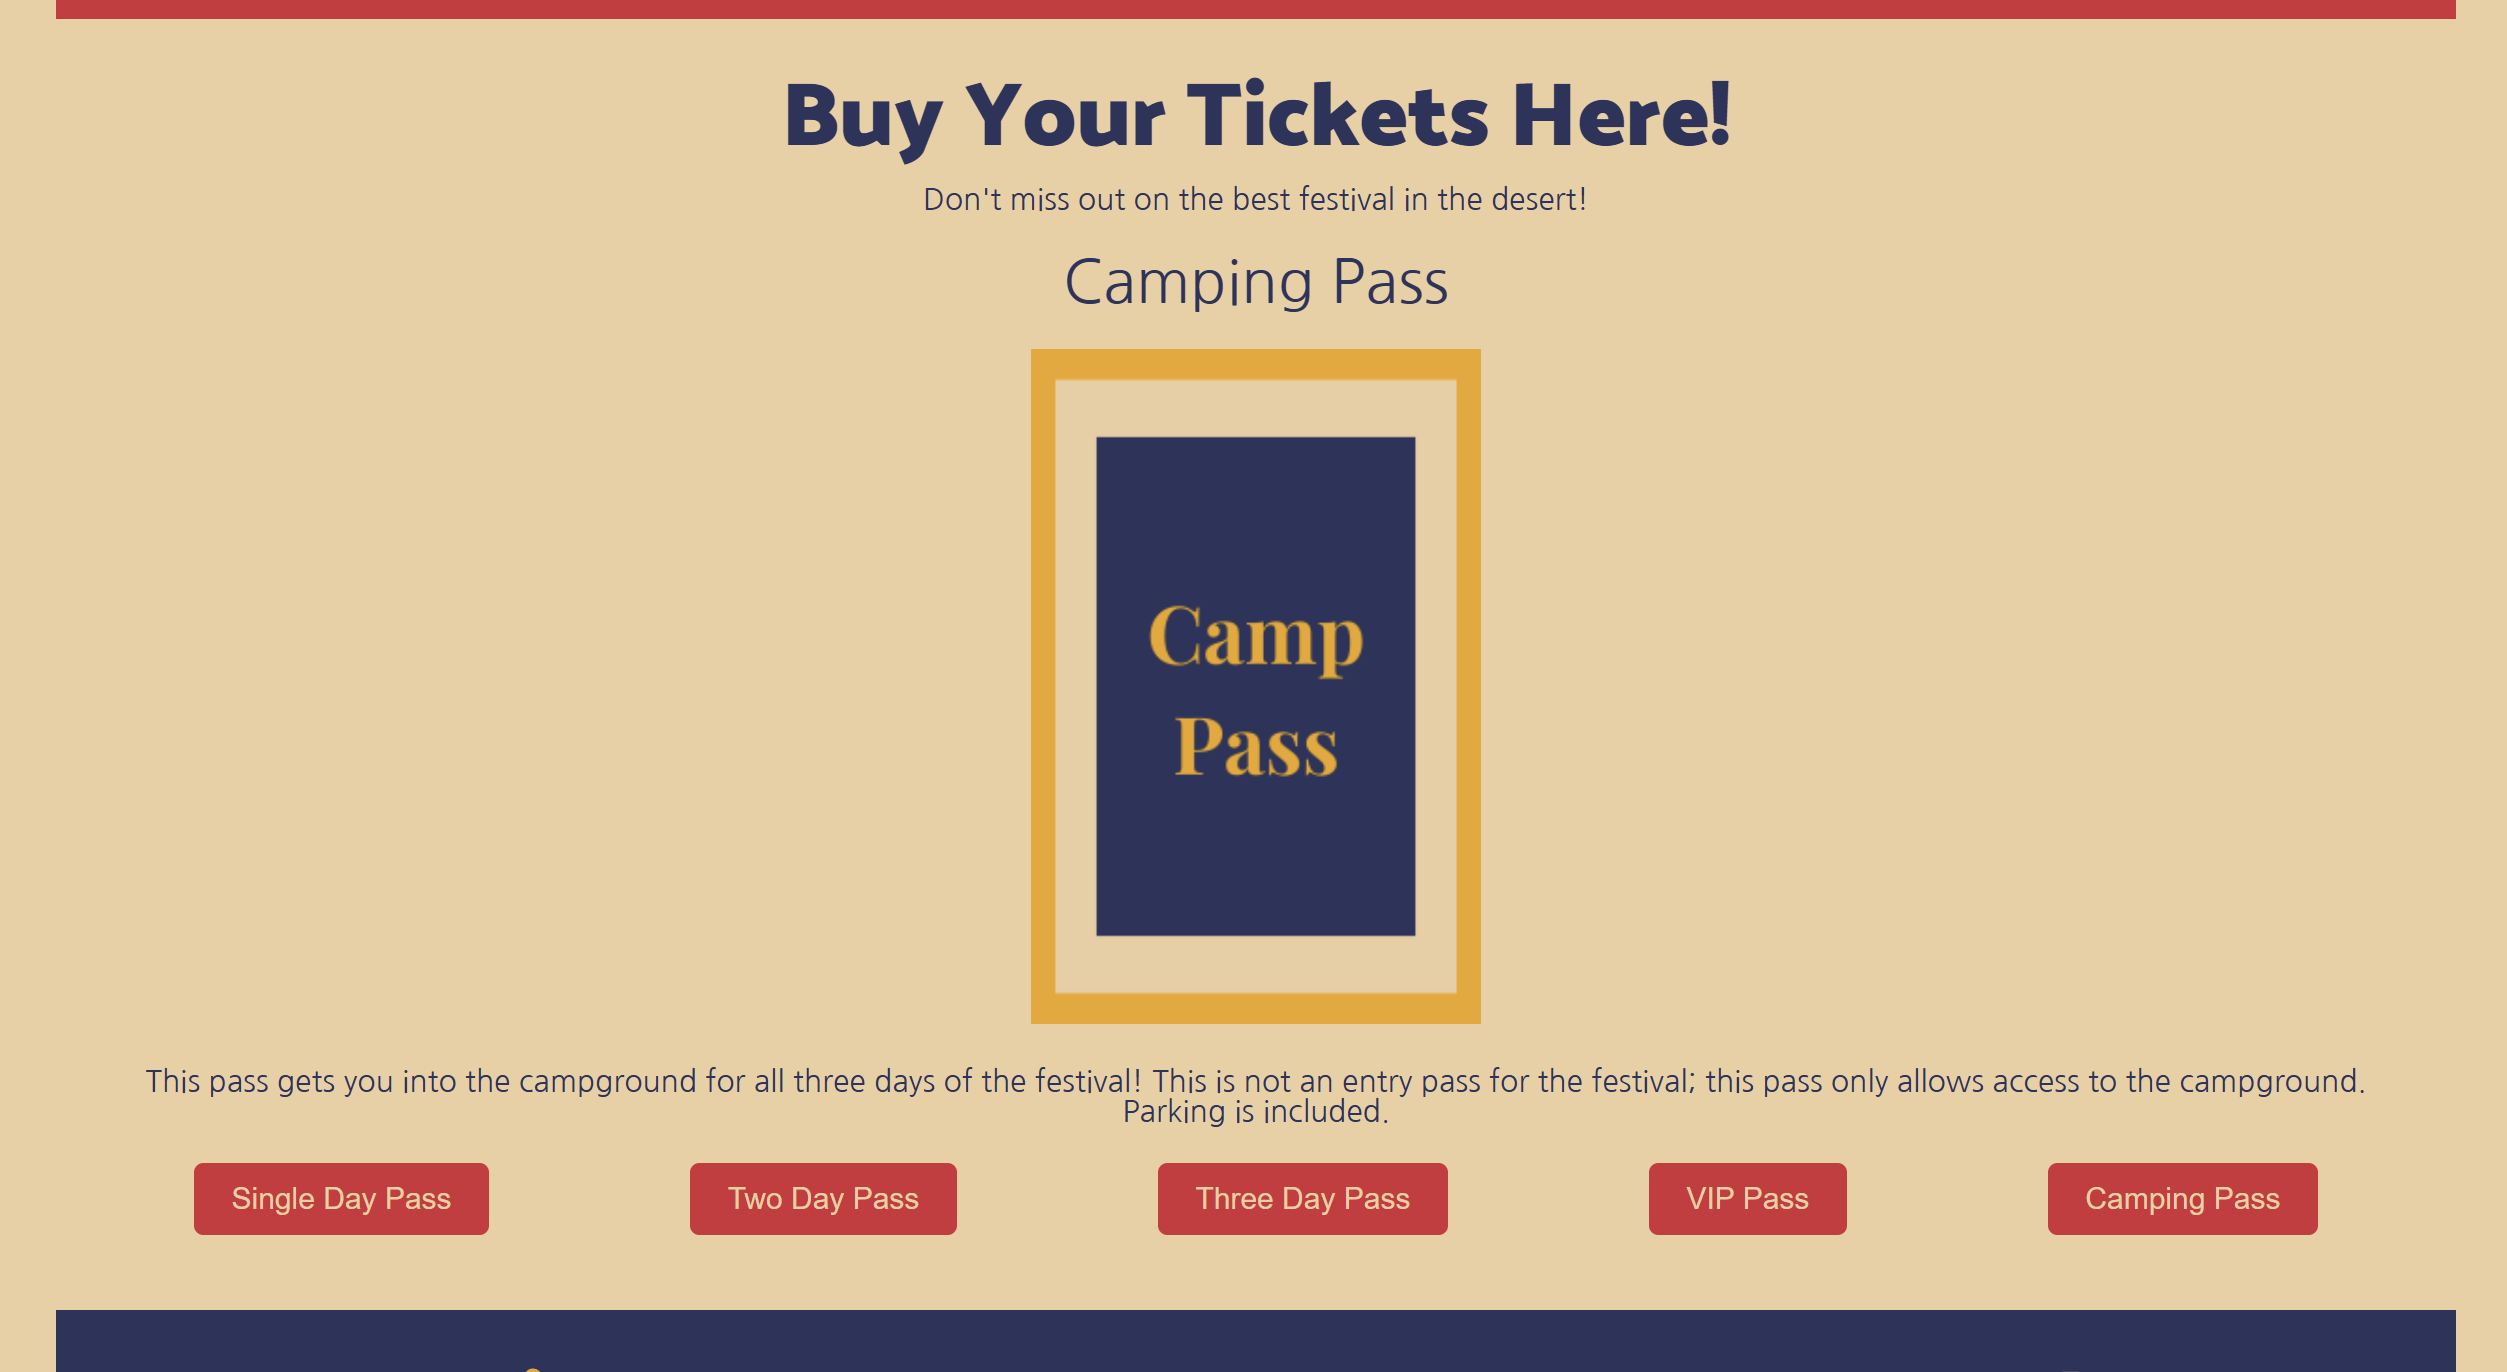 Buy Your Tickets Here!
Don't miss out on the best festival in the desert!
Camping Pass
Camp
Pass
This pass gets you into the campground for all three days of the festival! This is not an entry pass for the festival; this pass only allows access to the campground.
Parking is included.
Single Day Pass
Two Day Pass
Three Day Pass
VIP Pass
Camping Pass